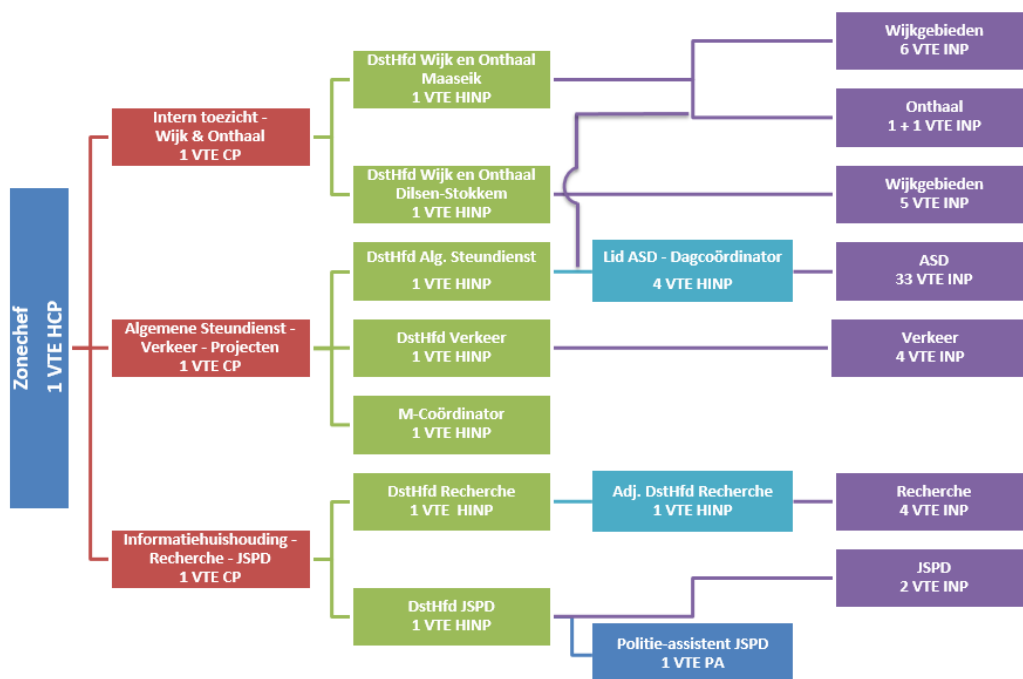 Zonechef
1 VTE HCP
Intern toezicht -
Wijk & Onthaal
1 VTE CP
DstHfd Wijk en Onthaal
Maaseik
1 VTE HINP
Wijkgebieden
6 VTE INP
Onthaal
1 + 1 VTE INP
DstHfd Wijk en Onthaal
Dilsen-Stokkem
1 VTE HINP
Wijkgebieden
5 VTE INP
Algemene Steundienst -
Verkeer - Projecten
1 VTE CP
DstHfd Alg. Steundienst
1 VTE HINP
Lid ASD - Dagcoördinator
4 VTE HINP
ASD
33 VTE INP
DstHfd Verkeer
1 VTE HINP
Verkeer
4 VTE INP
M-Coördinator
1 VTE HINP
Informatiehuishouding -
Recherche - JSPD
1 VTE CP
DstHfd Recherche
1 VTE HINP
Adj. DstHfd Recherche
1 VTE HINP
Recherche
4 VTE INP
DstHfd JSPD
1 VTE HINP
JSPD
2 VTE INP
Politie-assistent JSPD
1 VTE PA